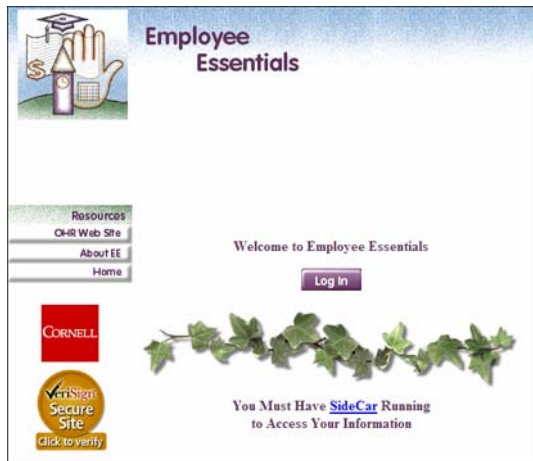 Employee
Essentials
$
Resources
OHR Web Site
About EE
Home
Welcome to Employee Essentials
Log In
CORNELL
VeriSign
Secure
Site
Click to verify
You Must Have SideCar Running
to Access Your Information